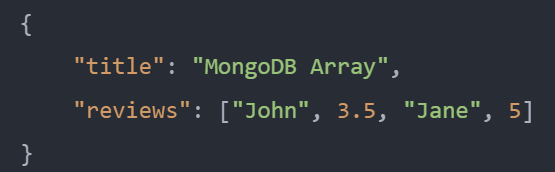 {
"title": "MongoDB Array",
"reviews": ["John", 3.5, "Jane", 5]
}